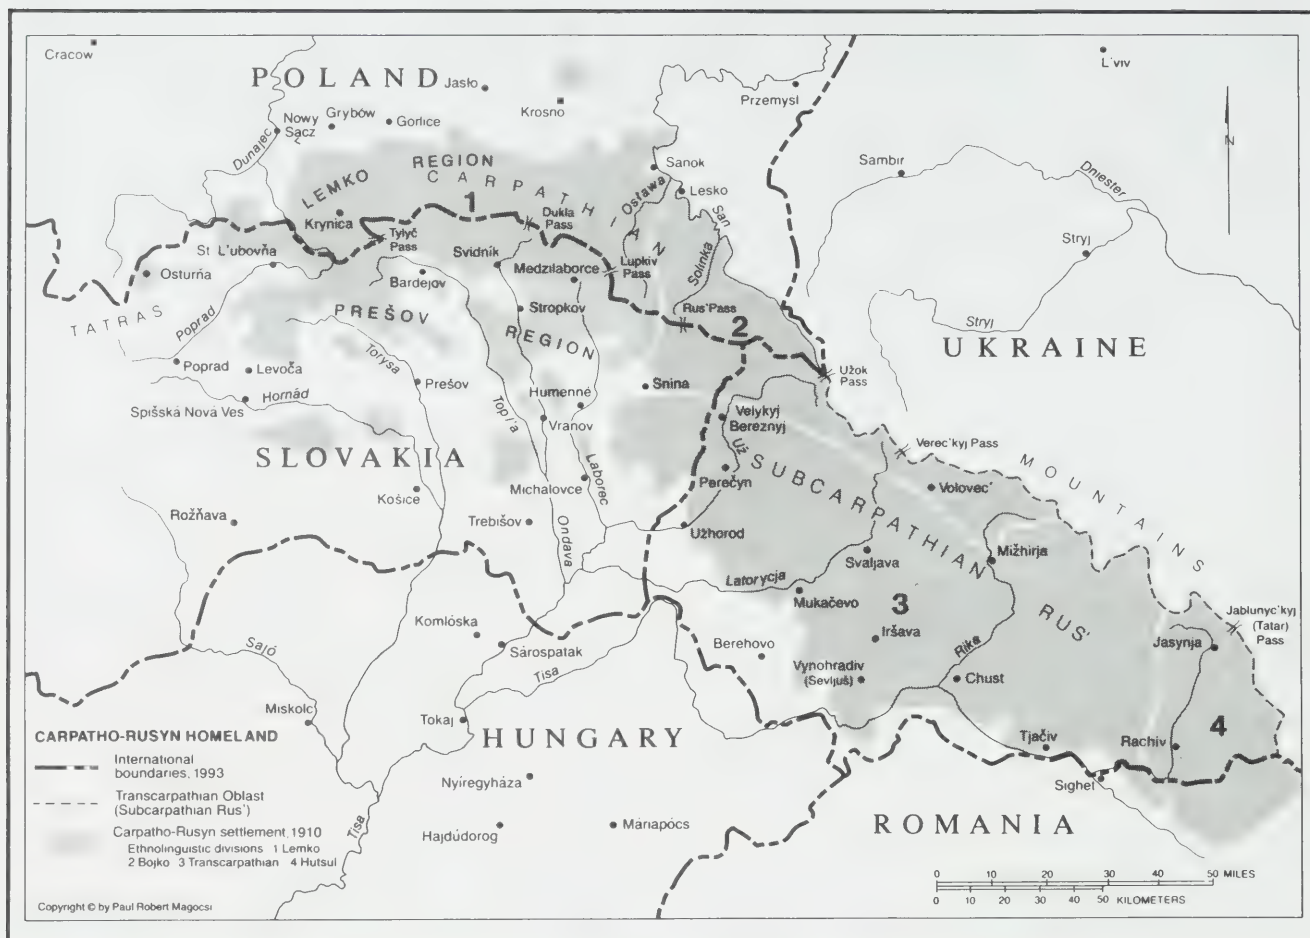 Cracow
POLAND
Jasło
L'viv
Przemysl
Krosno
Nowy
Sącz
Grybów
Gorlice
Dunajec
N
Sanok
Sambir
Dniester
LEMKO REGION
CARPATHIAN
Osława
Lesko
San
1
Krynica
Dukla
Pass
Tylyč
Pass
Stryj
St L'ubovňa
Svidník
Medzilaborce
Lupkiv
Pass
Solinka
Osturňa
Bardejov
TATRAS
Poprad
PREŠOV
Stropkov
REGION
Rus'Pass
2
Stryj
UKRAINE
Torysa
Užok
Pass
Poprad
Levoča
Prešov
Snina
Hornád
Spišská Nová Ves
Topl'a
Humenné
Vranov
Velykyj
Bereznyj
Už
Verec'kyj Pass
SLOVAKIA
Laborec
SUBCARPATHIAN
MOUNTAINS
Perečyn
Volovec'
Košice
Michalovce
Rožňava
Trebišov
Užhorod
Ondava
Svaljava
Mižhirja
Latorycja
Mukačevo
3
RUS'
Jablunyc'kyj
(Tatar)
Pass
Komlóska
Iršava
Jasynja
Sajó
Sárospatak
Berehovo
Rika
Tisa
Vynohradiv
(Sevljuš)
Chust
Miskolc
Tokaj
4
CARPATHO-RUSYN HOMELAND
HUNGARY
Tjačiv
Rachiv
International
boundaries, 1993
Nyíregyháza
Sighet
Transcarpathian Oblast
(Subcarpathian Rus')
Tisa
Hajdúdorog
Máriapócs
ROMANIA
Carpatho-Rusyn settlement, 1910
Ethnolinguistic divisions 1 Lemko
2 Bojko 3 Transcarpathian 4 Hutsul
0 10 20 30 40 50 MILES
0 10 20 30 40 50 KILOMETERS
Copyright © by Paul Robert Magocsi